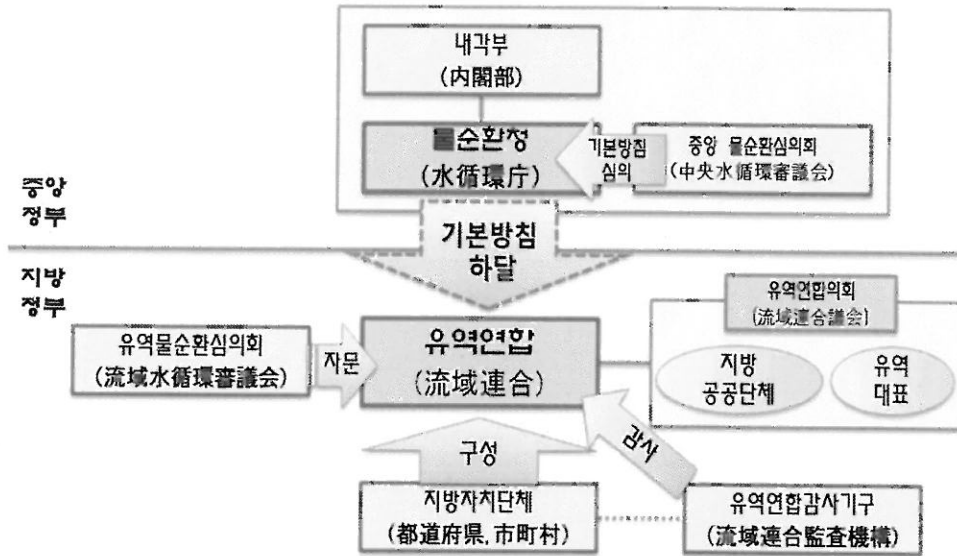 내각부
(内閣部)
물순환청
(水循環庁)
기본방침
심의
중앙 물순환심의회
(中央水循環審議会)
중앙
정부
기본방침
하달
지방
정부
유역연합의회
(流域連合議会)
지방
공공단체
유역
대표
유역물순환심의회
(流域水循環審議会)
자문
유역연합
(流域連合)
구성
감사
지방자치단체
(都道府県,市町村)
유역연합감사기구
(流域連合監査機構)